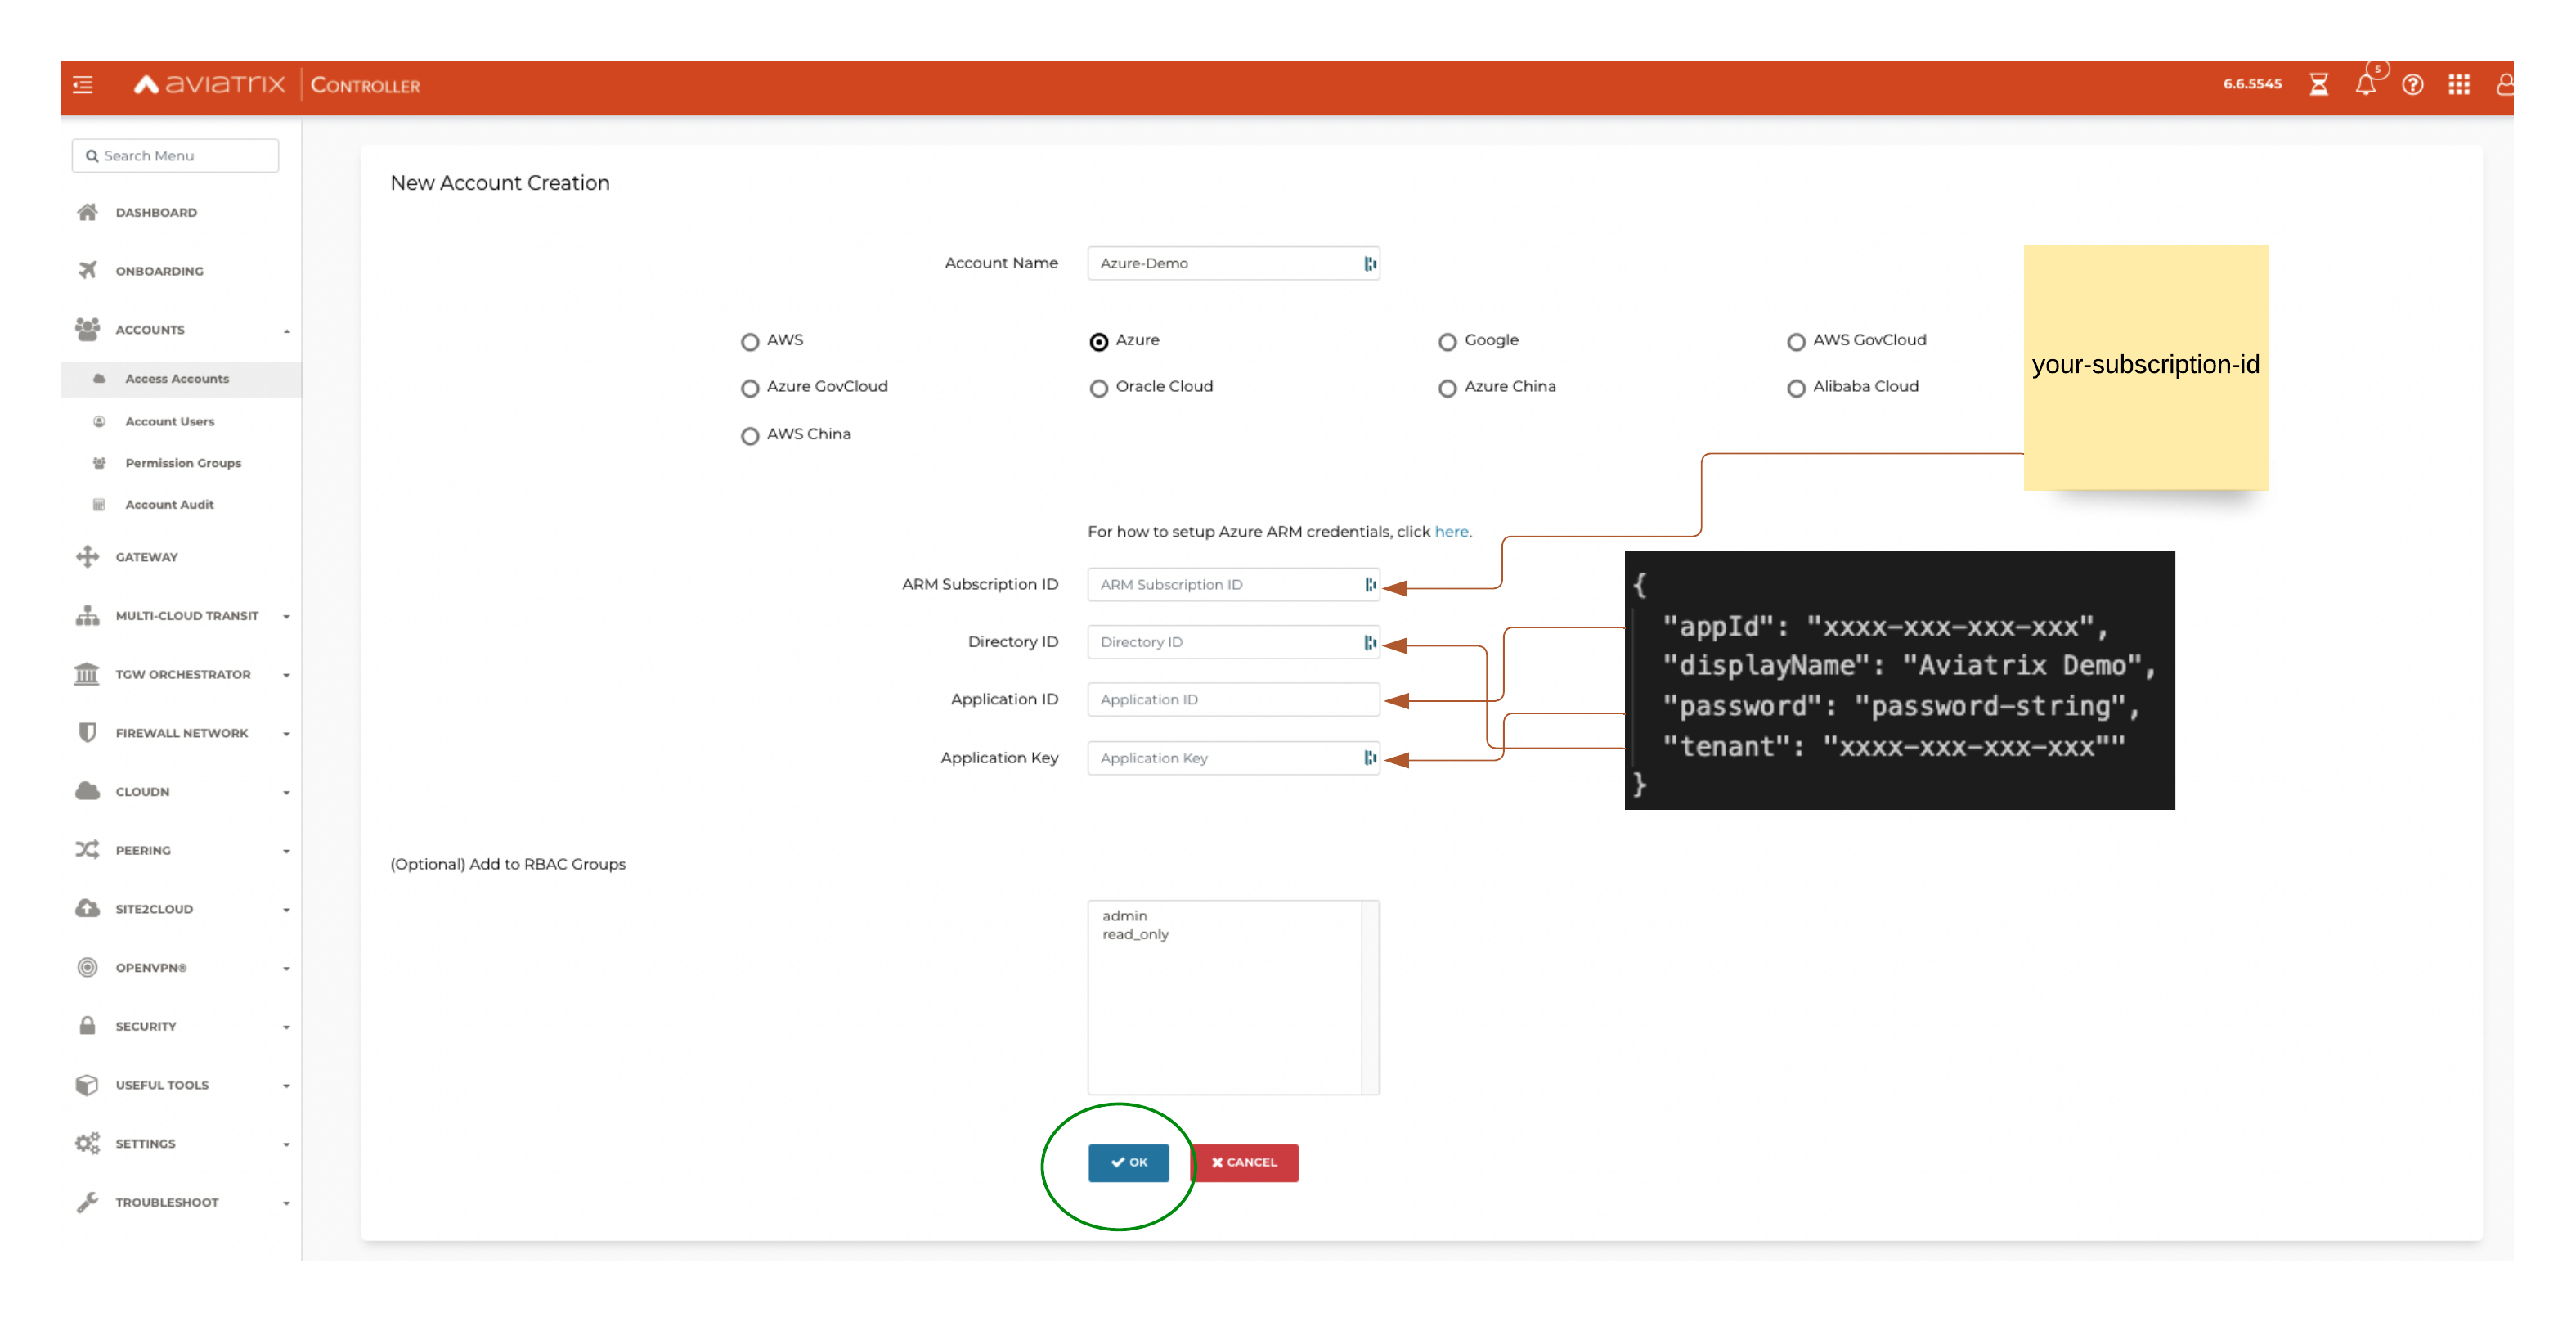 aviatrix CONTROLLER
6.6.5545
5
Search Menu
DASHBOARD
ONBOARDING
ACCOUNTS
Access Accounts
Account Users
Permission Groups
Account Audit
GATEWAY
MULTI-CLOUD TRANSIT
TGW ORCHESTRATOR
FIREWALL NETWORK
CLOUDN
PEERING
SITE2CLOUD
OPENVPN®
SECURITY
USEFUL TOOLS
SETTINGS
TROUBLESHOOT
New Account Creation
Account Name Azure-Demo
AWS Azure Google AWS GovCloud
Azure GovCloud Oracle Cloud Azure China Alibaba Cloud
AWS China
your-subscription-id
For how to setup Azure ARM credentials, click here.
ARM Subscription ID ARM Subscription ID
Directory ID Directory ID
Application ID Application ID
Application Key Application Key
{
"appId": "xxxx-xxx-xxx-xxx",
"displayName": "Aviatrix Demo",
"password": "password-string",
"tenant": "xxxx-xxx-xxx-xxx""
}
(Optional) Add to RBAC Groups
admin
read_only
OK CANCEL